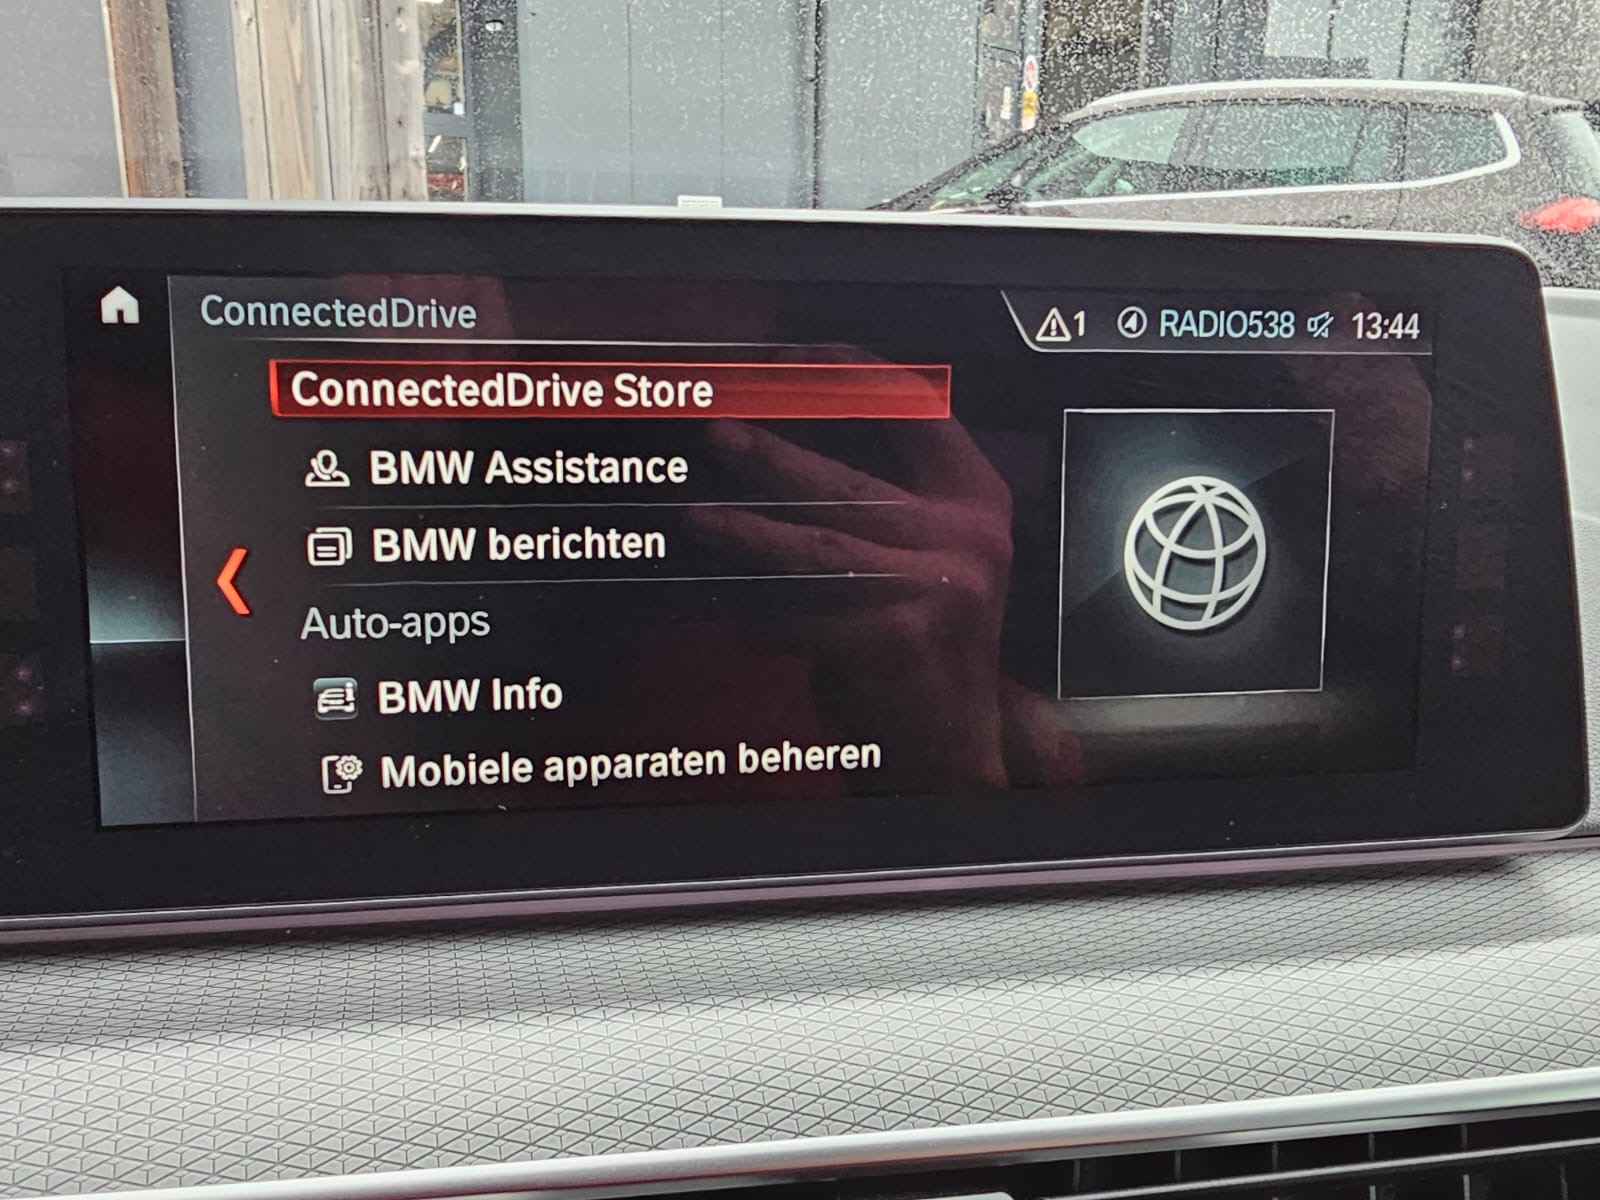 ConnectedDrive
1 RADIO538 13:44
ConnectedDrive Store
BMW Assistance
BMW berichten
Auto-apps
BMW Info
Mobiele apparaten beheren